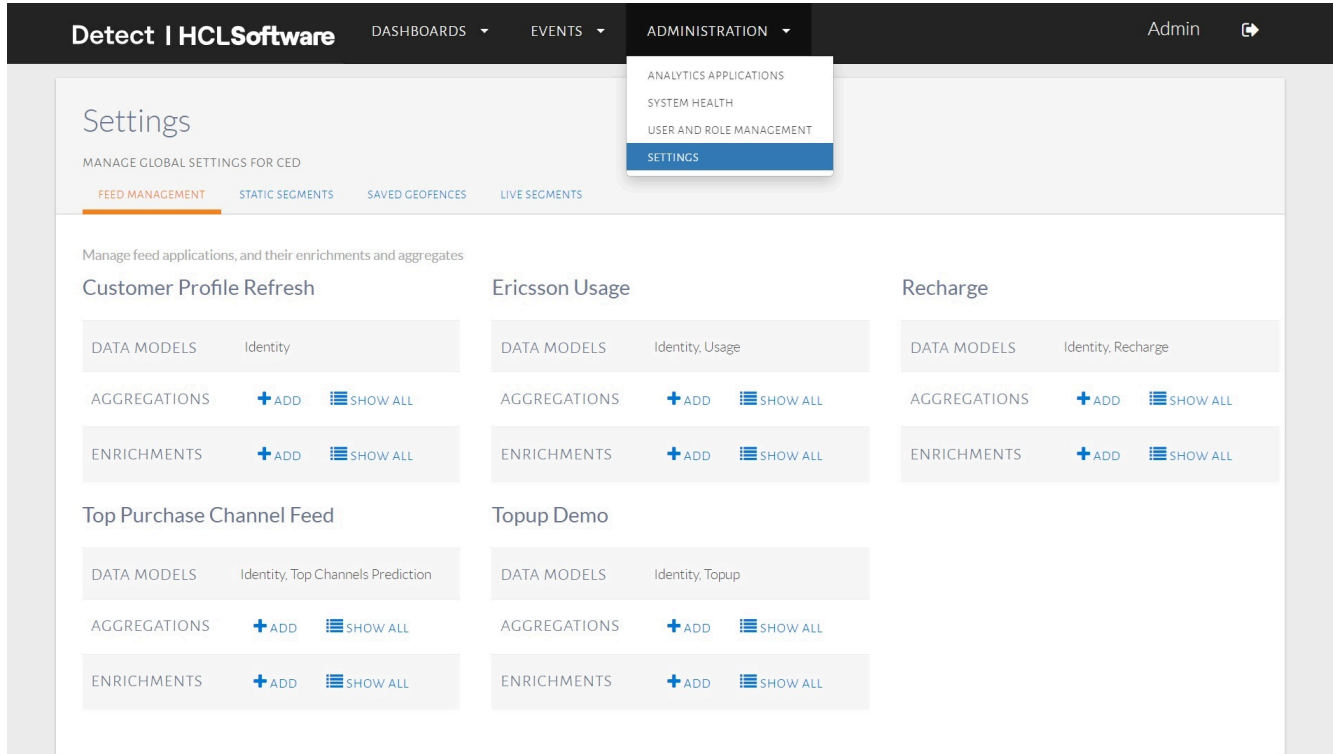 Detect | HCLSoftware DASHBOARDS EVENTS ADMINISTRATION Admin
ANALYTICS APPLICATIONS
SYSTEM HEALTH
USER AND ROLE MANAGEMENT
SETTINGS
Settings
MANAGE GLOBAL SETTINGS FOR CED
FEED MANAGEMENT STATIC SEGMENTS SAVED GEOFENCES LIVE SEGMENTS
Manage feed applications, and their enrichments and aggregates
Customer Profile Refresh
DATA MODELS Identity
AGGREGATIONS ADD SHOW ALL
ENRICHMENTS ADD SHOW ALL
Ericsson Usage
DATA MODELS Identity, Usage
AGGREGATIONS ADD SHOW ALL
ENRICHMENTS ADD SHOW ALL
Recharge
DATA MODELS Identity, Recharge
AGGREGATIONS ADD SHOW ALL
ENRICHMENTS ADD SHOW ALL
Top Purchase Channel Feed
DATA MODELS Identity, Top Channels Prediction
AGGREGATIONS ADD SHOW ALL
ENRICHMENTS ADD SHOW ALL
Topup Demo
DATA MODELS Identity, Topup
AGGREGATIONS ADD SHOW ALL
ENRICHMENTS ADD SHOW ALL